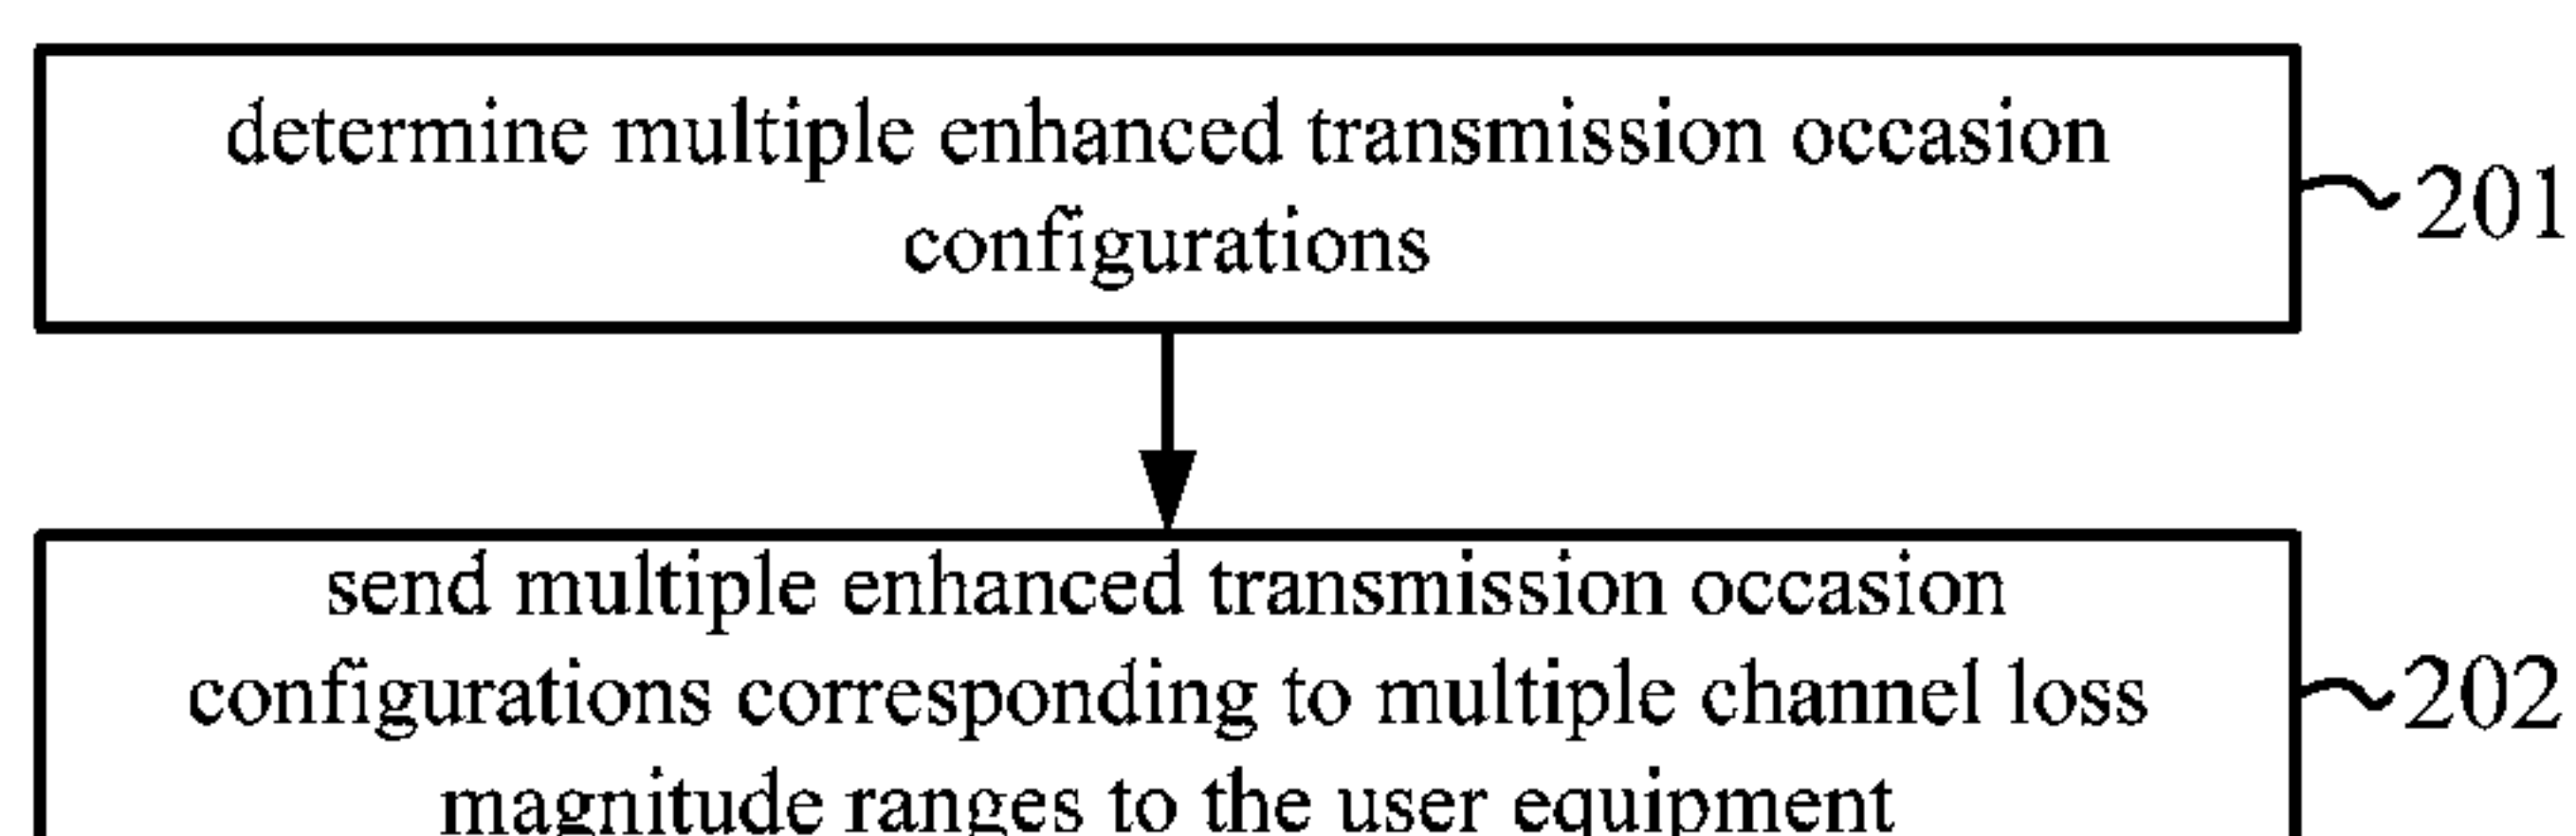 determine multiple enhanced transmission occasion
configurations
201
send multiple enhanced transmission occasion
configurations corresponding to multiple channel loss
magnitude ranges to the user equipment
202